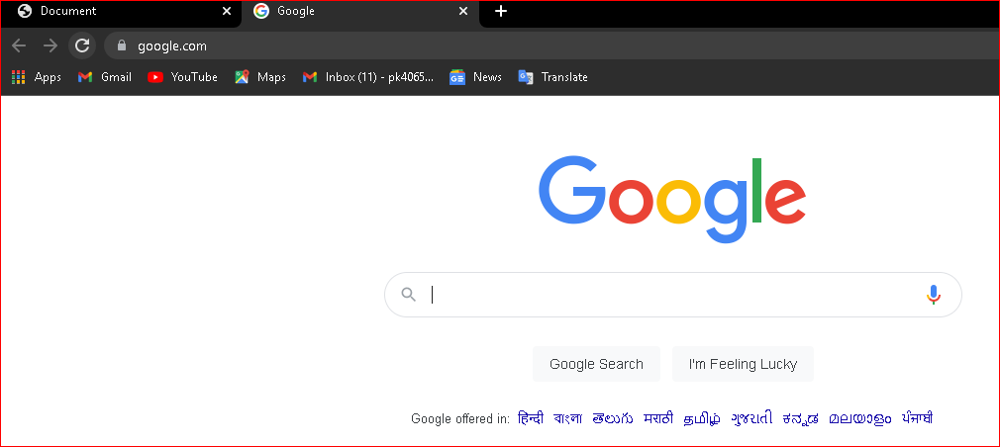 Document Google
google.com
Apps Gmail YouTube Maps Inbox (11) - pk4065... News Translate
Google
Google Search I'm Feeling Lucky
Google offered in: हिन्दी বাংলা తెలుగు मराठी தமிழ் ગુજરાતી ಕನ್ನಡ മലയാളം ਪੰਜਾਬੀ